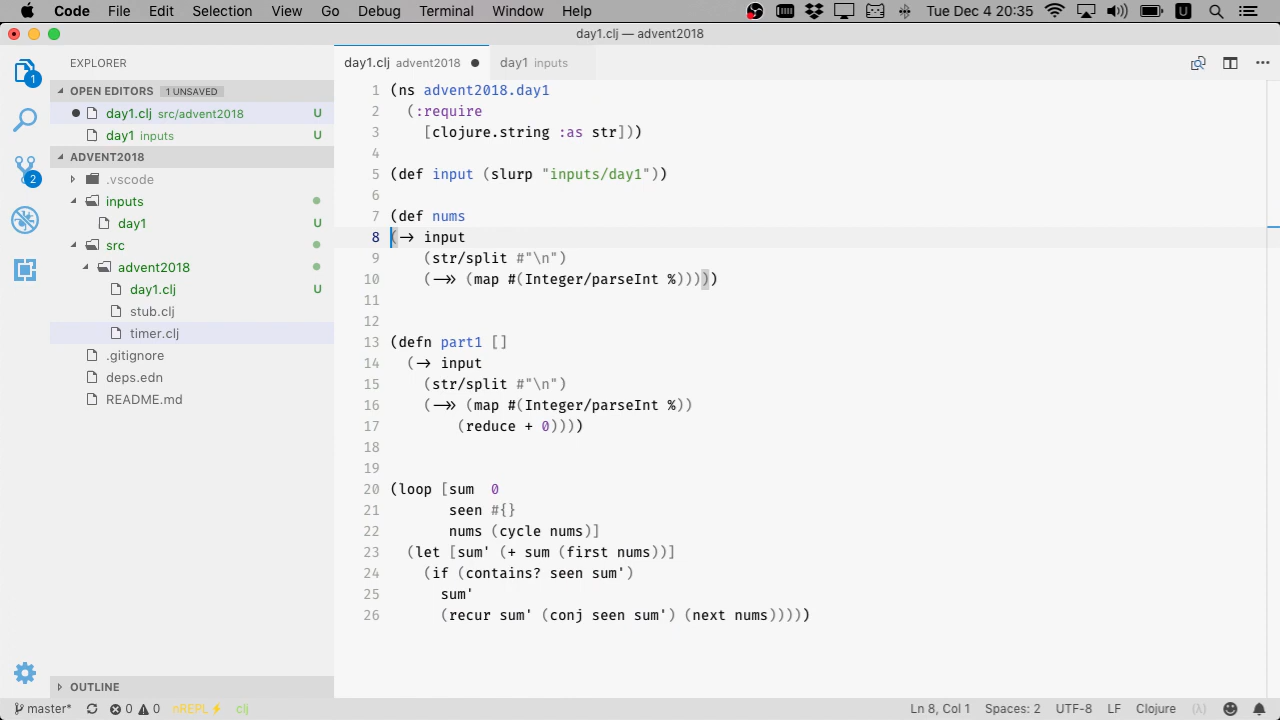 Code File Edit Selection View Go Debug Terminal Window Help Tue Dec 4 20:35
day1.clj — advent2018
EXPLORER
OPEN EDITORS 1 UNSAVED
day1.clj src/advent2018 U
day1 inputs U
ADVENT2018
.vscode
inputs
day1 U
src
advent2018
day1.clj U
stub.clj
timer.clj
.gitignore
deps.edn
README.md
OUTLINE
1
2
day1.clj advent2018
day1 inputs
1 (ns advent2018.day1
2 (:require
3 [clojure.string :as str]))
4
5 (def input (slurp "inputs/day1"))
6
7 (def nums
8 (-> input
9 (str/split #"\n")
10 (->> (map #(Integer/parseInt %)))))
11
12
13 (defn part1 []
14 (-> input
15 (str/split #"\n")
16 (->> (map #(Integer/parseInt %))
17 (reduce + 0))))
18
19
20 (loop [sum 0
21 seen #{}
22 nums (cycle nums)]
23 (let [sum' (+ sum (first nums))]
24 (if (contains? seen sum')
25 sum'
26 (recur sum' (conj seen sum') (next nums)))))
master* 0 0 nREPL clj Ln 8, Col 1 Spaces: 2 UTF-8 LF Clojure (λ)